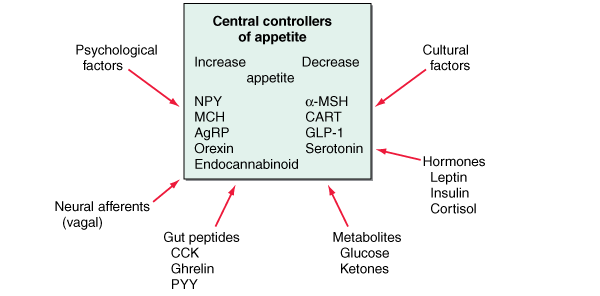 Central controllers
of appetite
Psychological
factors
Increase Decrease
appetite
Cultural
factors
NPY α-MSH
MCH CART
AgRP GLP-1
Orexin Serotonin
Endocannabinoid
Hormones
Leptin
Insulin
Cortisol
Neural afferents
(vagal)
Gut peptides
CCK
Ghrelin
PYY
Metabolites
Glucose
Ketones